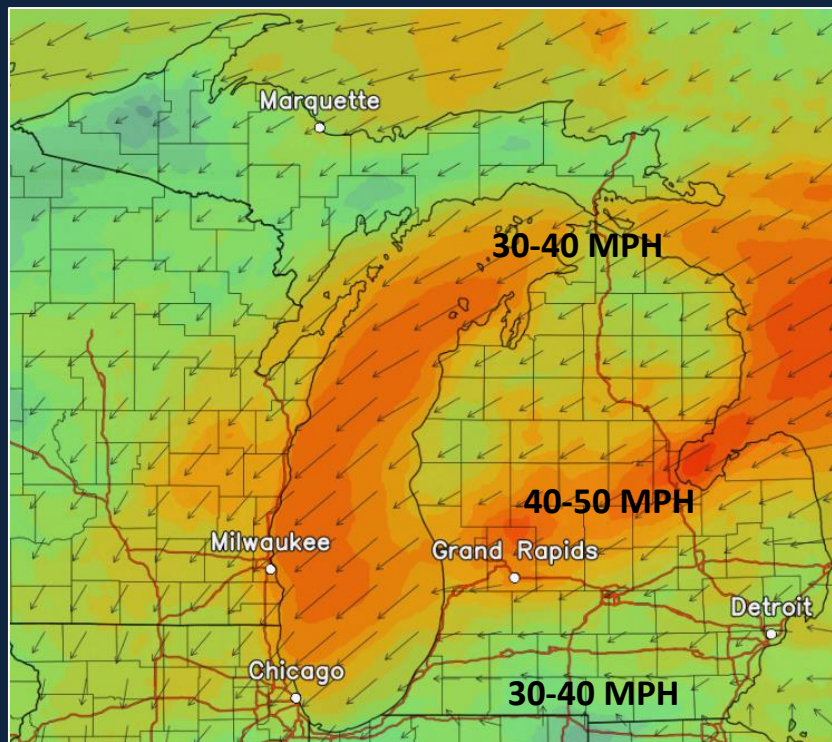 Marquette
30-40 MPH
40-50 MPH
Milwaukee
Grand Rapids
Detroit
Chicago
30-40 MPH